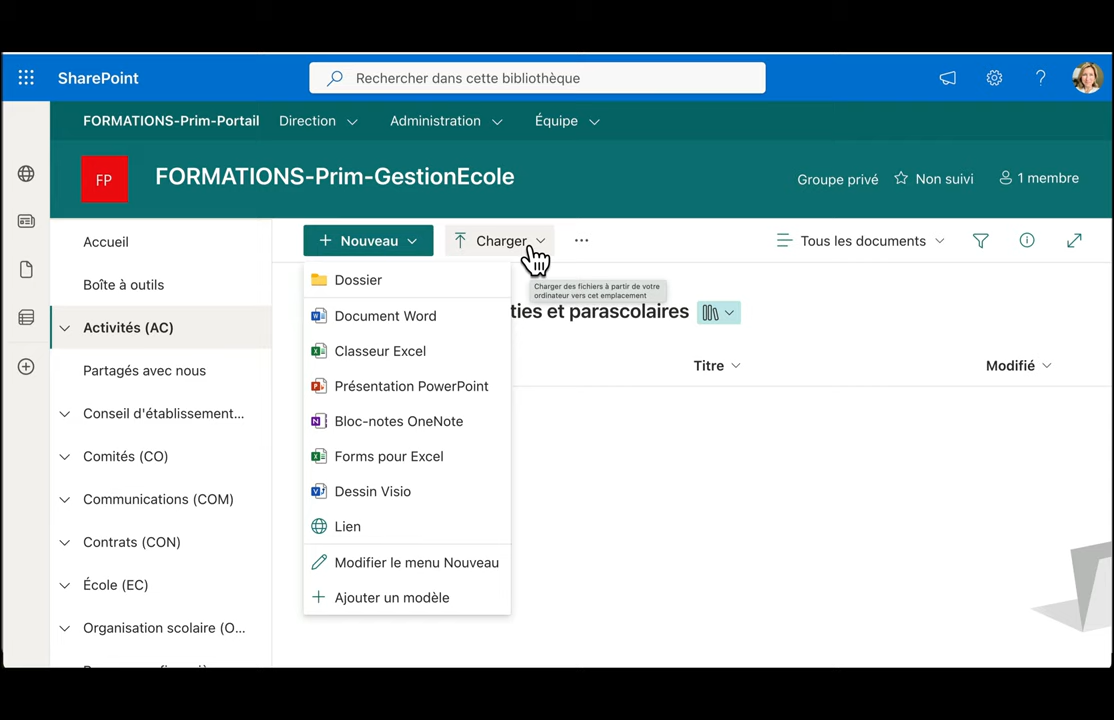 SharePoint
Rechercher dans cette bibliothèque
FORMATIONS-Prim-Portail Direction Administration Équipe
FP
FORMATIONS-Prim-GestionEcole
Groupe privé Non suivi 1 membre
Accueil
Boîte à outils
Activités (AC)
Partagés avec nous
Conseil d'établissement...
Comités (CO)
Communications (COM)
Contrats (CON)
École (EC)
Organisation scolaire (O...
+ Nouveau Charger ... Tous les documents
Charger des fichiers à partir de votre
ordinateur vers cet emplacement
Dossier
Document Word
Classeur Excel
Présentation PowerPoint
Bloc-notes OneNote
Forms pour Excel
Dessin Visio
Lien
Modifier le menu Nouveau
Ajouter un modèle
ties et parascolaires
Titre Modifié